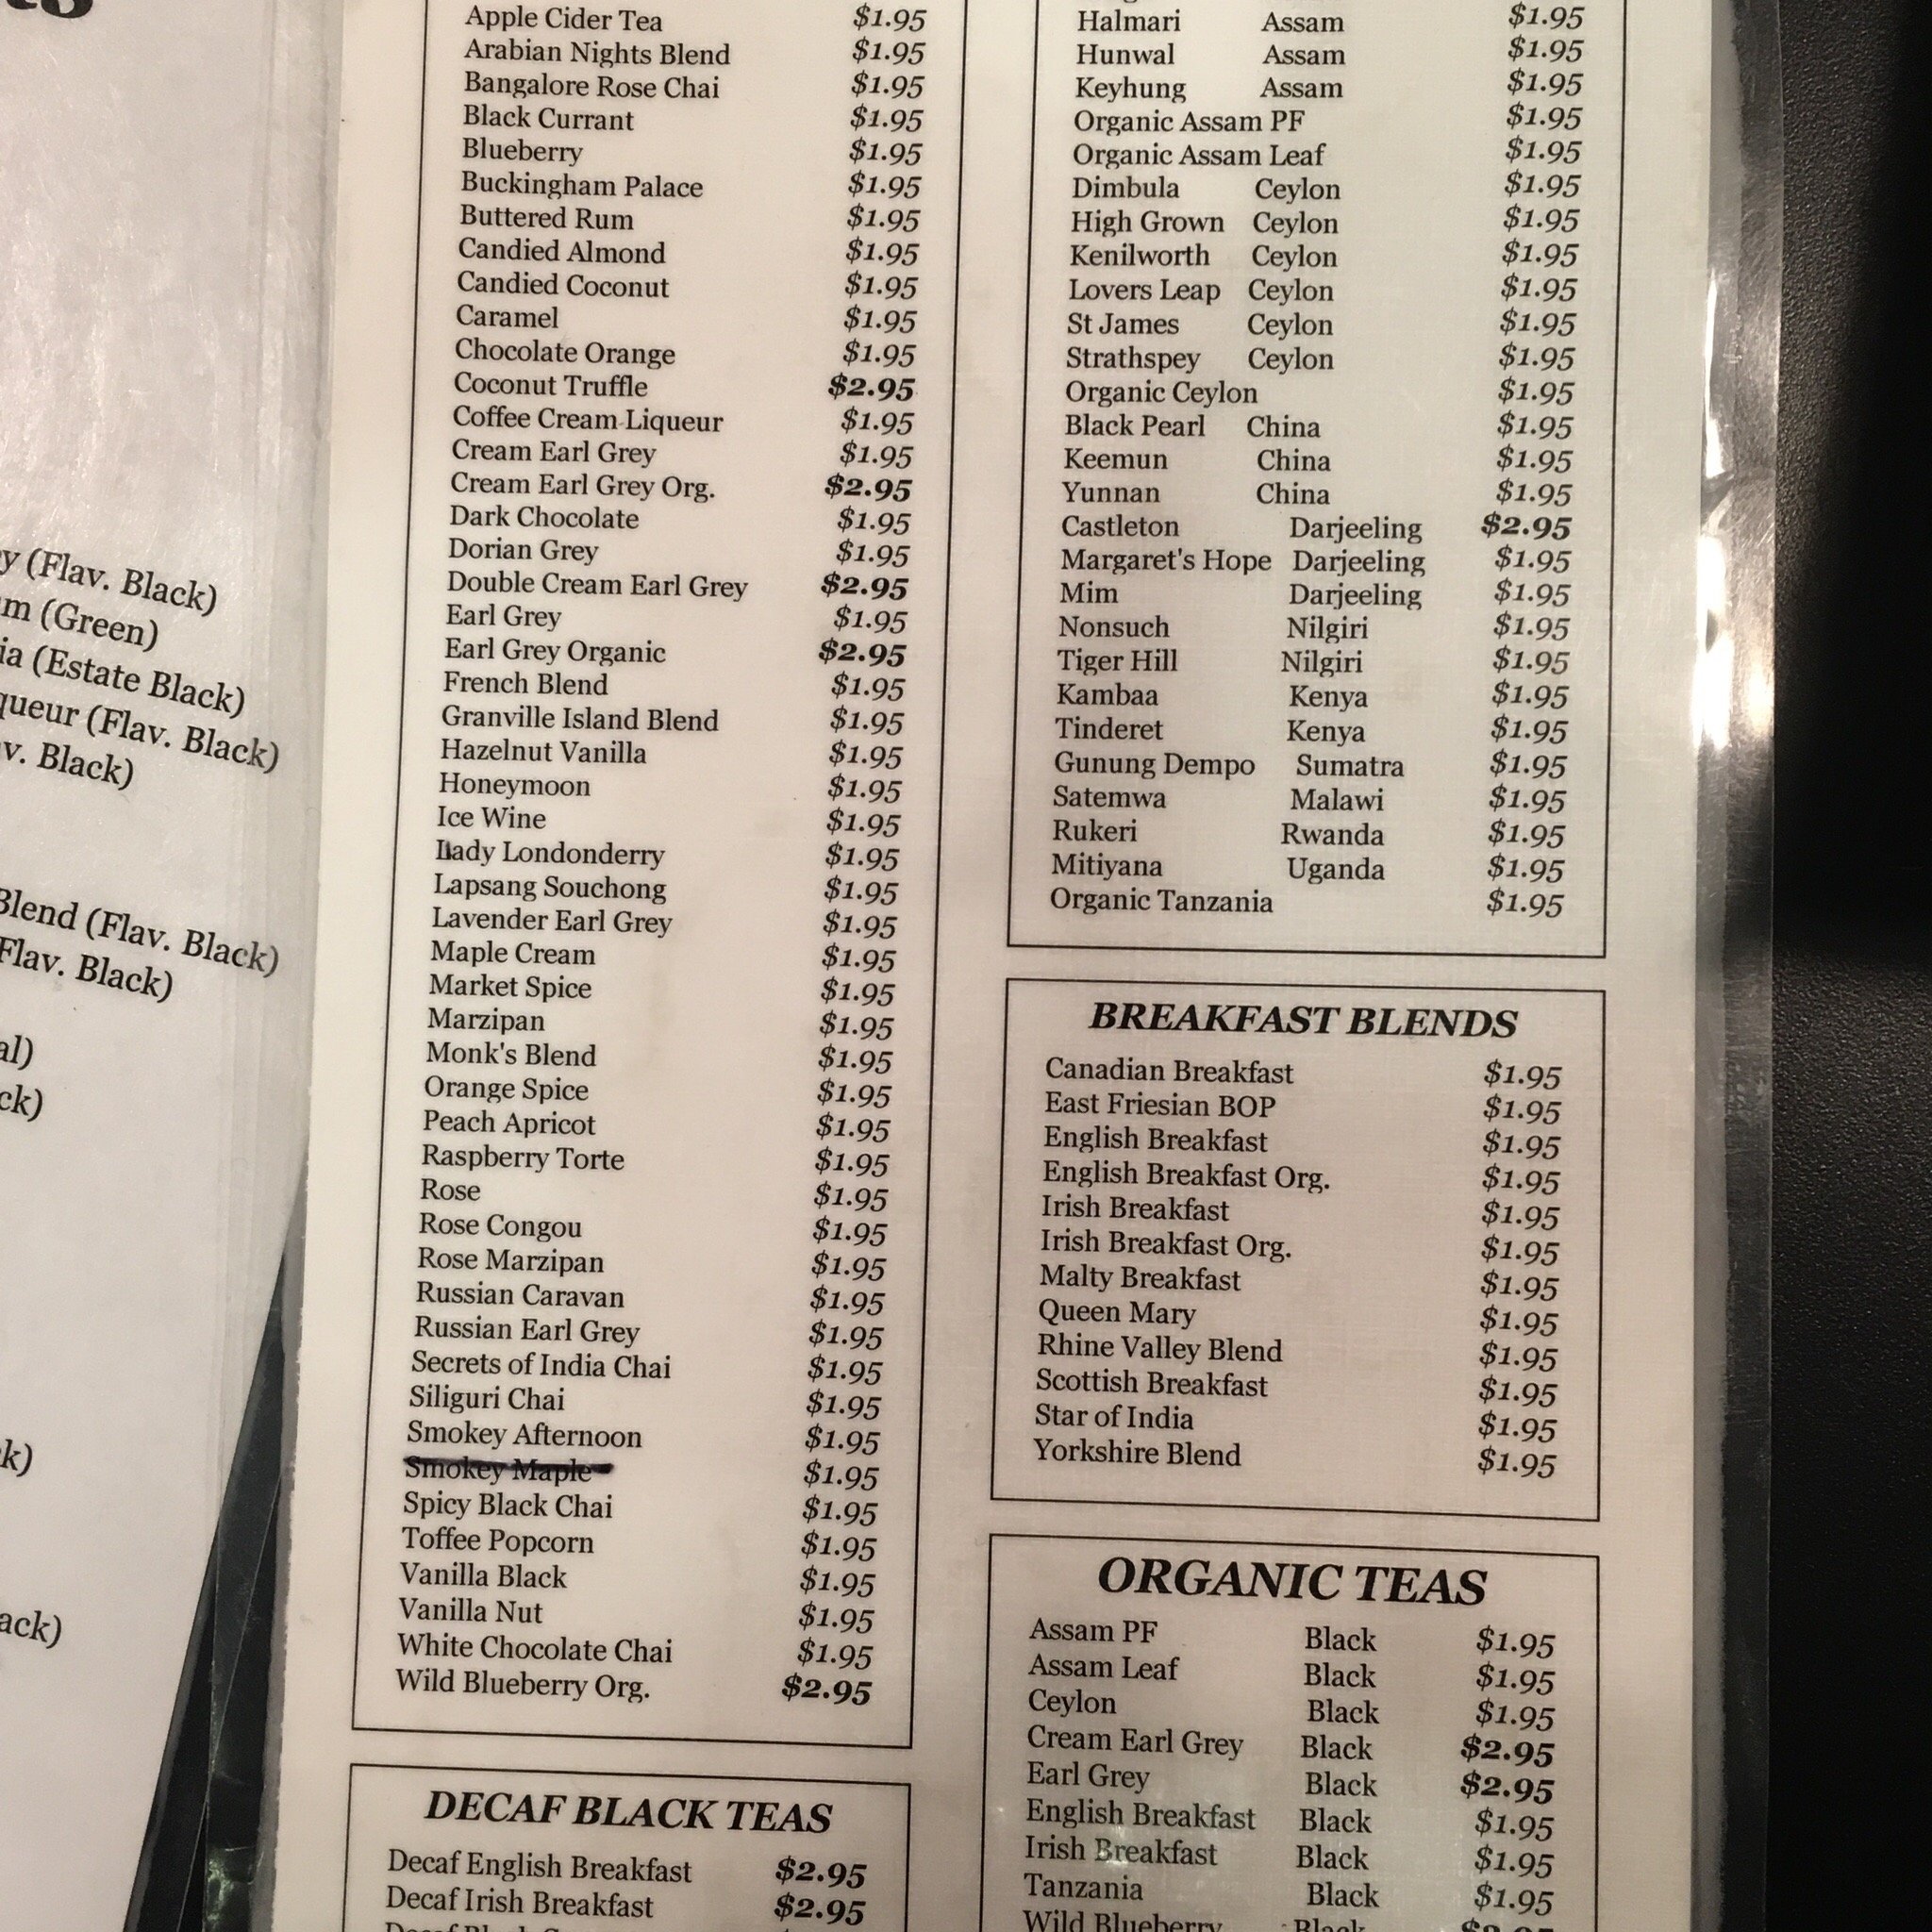 y (Flav. Black)
m (Green)
ia (Estate Black)
queur (Flav. Black)
v. Black)
Blend (Flav. Black)
Flav. Black)
al)
ck)
k)
ack)
Apple Cider Tea $1.95
Arabian Nights Blend $1.95
Bangalore Rose Chai $1.95
Black Currant $1.95
Blueberry $1.95
Buckingham Palace $1.95
Buttered Rum $1.95
Candied Almond $1.95
Candied Coconut $1.95
Caramel $1.95
Chocolate Orange $1.95
Coconut Truffle $2.95
Coffee Cream Liqueur $1.95
Cream Earl Grey $1.95
Cream Earl Grey Org. $2.95
Dark Chocolate $1.95
Dorian Grey $1.95
Double Cream Earl Grey $2.95
Earl Grey $1.95
Earl Grey Organic $2.95
French Blend $1.95
Granville Island Blend $1.95
Hazelnut Vanilla $1.95
Honeymoon $1.95
Ice Wine $1.95
Lady Londonderry $1.95
Lapsang Souchong $1.95
Lavender Earl Grey $1.95
Maple Cream $1.95
Market Spice $1.95
Marzipan $1.95
Monk's Blend $1.95
Orange Spice $1.95
Peach Apricot $1.95
Raspberry Torte $1.95
Rose $1.95
Rose Congou $1.95
Rose Marzipan $1.95
Russian Caravan $1.95
Russian Earl Grey $1.95
Secrets of India Chai $1.95
Siliguri Chai $1.95
Smokey Afternoon $1.95
Smokey Maple $1.95
Spicy Black Chai $1.95
Toffee Popcorn $1.95
Vanilla Black $1.95
Vanilla Nut $1.95
White Chocolate Chai $1.95
Wild Blueberry Org. $2.95
DECAF BLACK TEAS
Decaf English Breakfast $2.95
Decaf Irish Breakfast $2.95
Halmari Assam $1.95
Hunwal Assam $1.95
Keyhung Assam $1.95
Organic Assam PF $1.95
Organic Assam Leaf $1.95
Dimbula Ceylon $1.95
High Grown Ceylon $1.95
Kenilworth Ceylon $1.95
Lovers Leap Ceylon $1.95
St James Ceylon $1.95
Strathspey Ceylon $1.95
Organic Ceylon $1.95
Black Pearl China $1.95
Keemun China $1.95
Yunnan China $1.95
Castleton Darjeeling $2.95
Margaret's Hope Darjeeling $1.95
Mim Darjeeling $1.95
Nonsuch Nilgiri $1.95
Tiger Hill Nilgiri $1.95
Kambaa Kenya $1.95
Tinderet Kenya $1.95
Gunung Dempo Sumatra $1.95
Satemwa Malawi $1.95
Rukeri Rwanda $1.95
Mitiyana Uganda $1.95
Organic Tanzania $1.95
BREAKFAST BLENDS
Canadian Breakfast $1.95
East Friesian BOP $1.95
English Breakfast $1.95
English Breakfast Org. $1.95
Irish Breakfast $1.95
Irish Breakfast Org. $1.95
Malty Breakfast $1.95
Queen Mary $1.95
Rhine Valley Blend $1.95
Scottish Breakfast $1.95
Star of India $1.95
Yorkshire Blend $1.95
ORGANIC TEAS
Assam PF Black $1.95
Assam Leaf Black $1.95
Ceylon Black $1.95
Cream Earl Grey Black $2.95
Earl Grey Black $2.95
English Breakfast Black $1.95
Irish Breakfast Black $1.95
Tanzania Black $1.95
Wild Blueberry Black